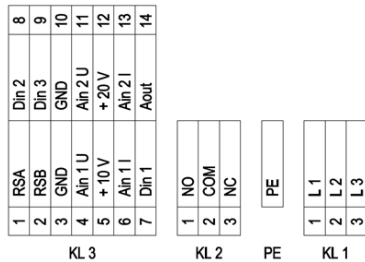 8 9 10 11 12 13 14
Din 2 Din 3 GND Ain 2 U + 20 V Ain 2 I Aout
RSA RSB GND Ain 1 U + 10 V Ain 1 I Din 1
1 2 3 4 5 6 7
KL 3
NO COM NC
1 2 3
KL 2
PE
PE
L 1 L 2 L 3
1 2 3
KL 1